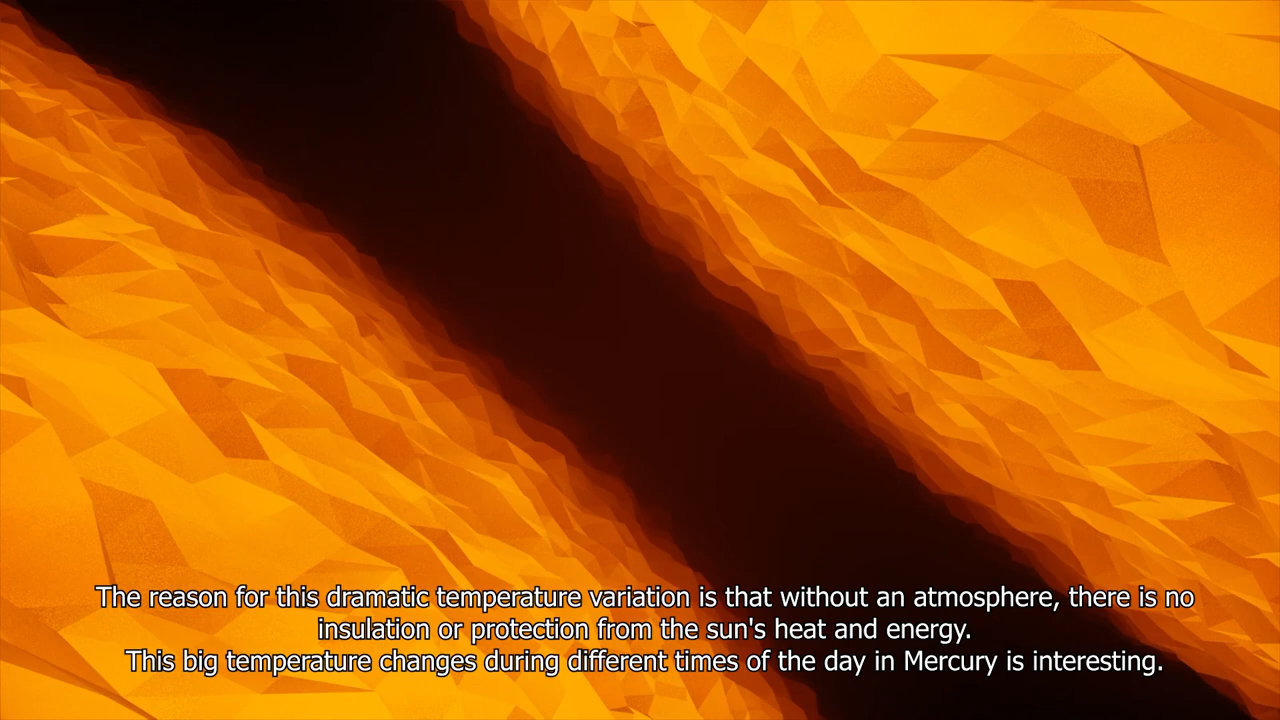 The reason for this dramatic temperature variation is that without an atmosphere, there is no
insulation or protection from the sun's heat and energy.
This big temperature changes during different times of the day in Mercury is interesting.